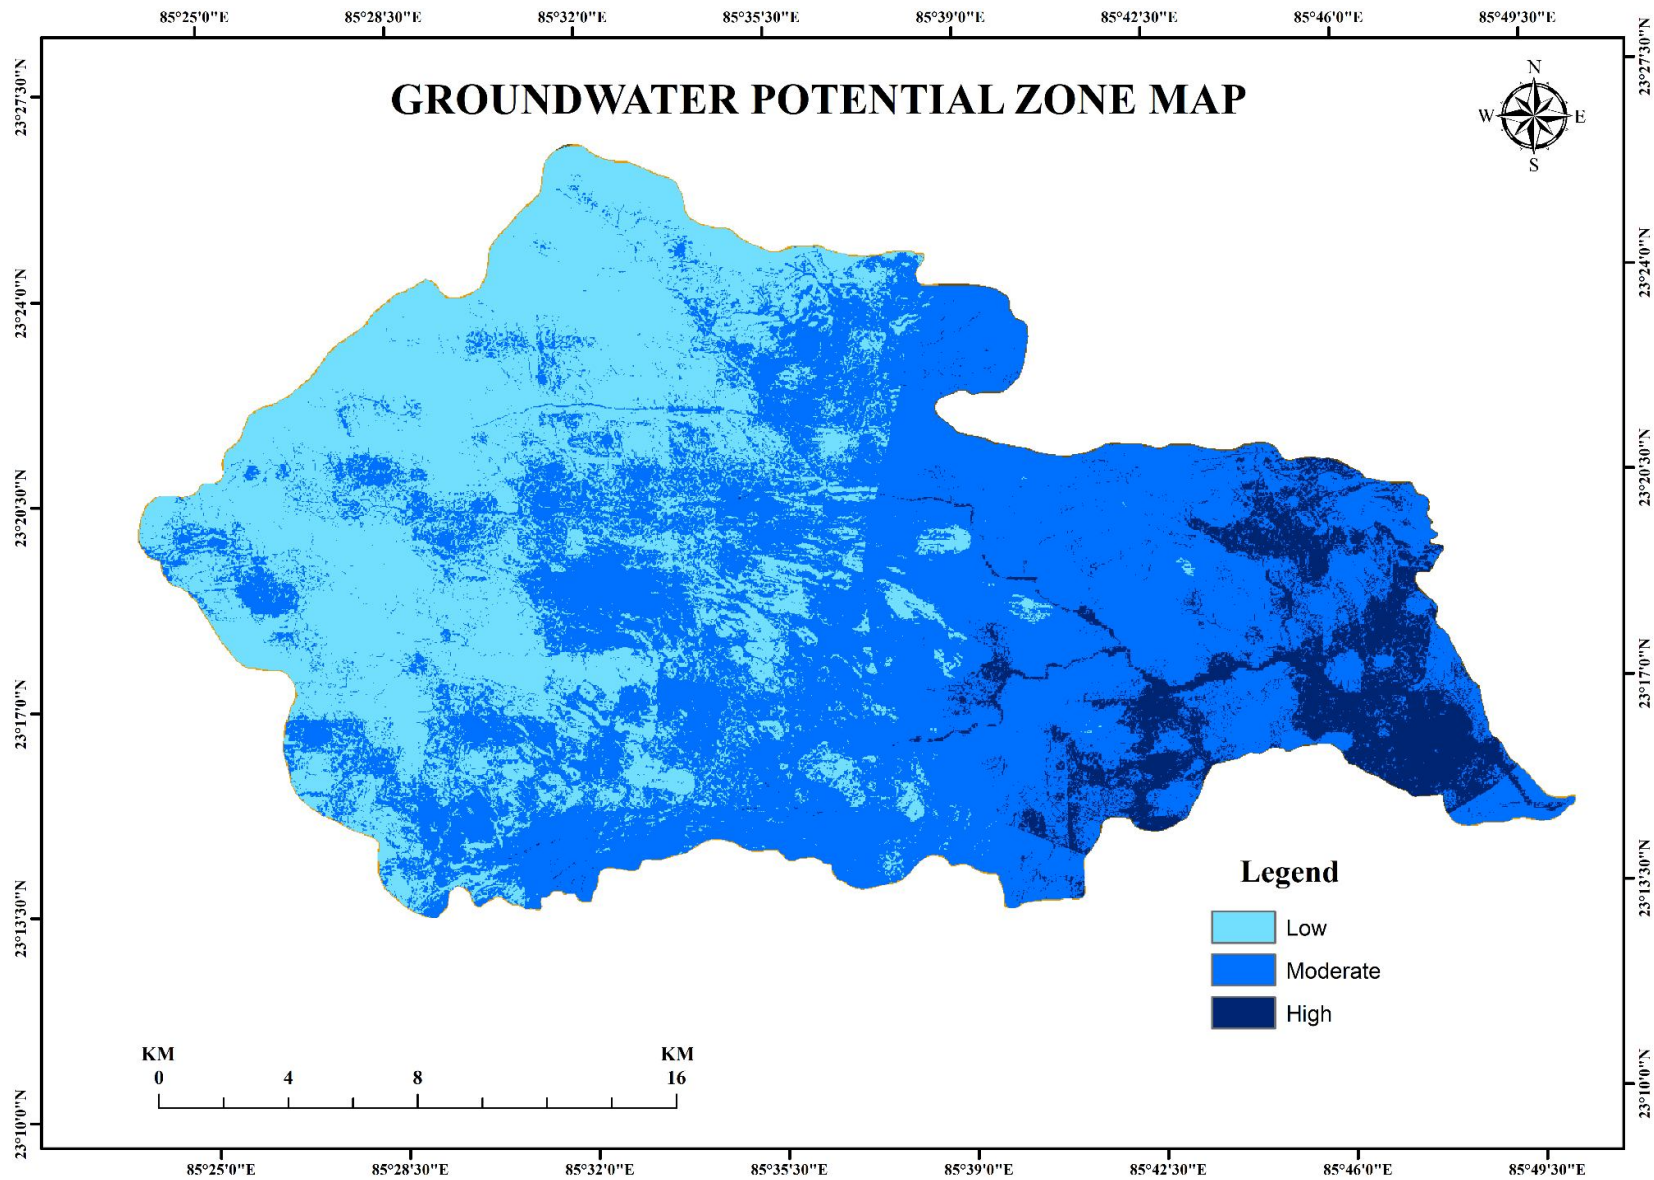 85°25'0"E 85°28'30"E 85°32'0"E 85°35'30"E 85°39'0"E 85°42'30"E 85°46'0"E 85°49'30"E
GROUNDWATER POTENTIAL ZONE MAP
N
W E
S
23°27'30"N
23°24'0"N
23°20'30"N
23°17'0"N
23°13'30"N
23°10'0"N
23°27'30"N
23°24'0"N
23°20'30"N
23°17'0"N
23°13'30"N
23°10'0"N
Legend
Low
Moderate
High
KM KM
0 4 8 16
85°25'0"E 85°28'30"E 85°32'0"E 85°35'30"E 85°39'0"E 85°42'30"E 85°46'0"E 85°49'30"E